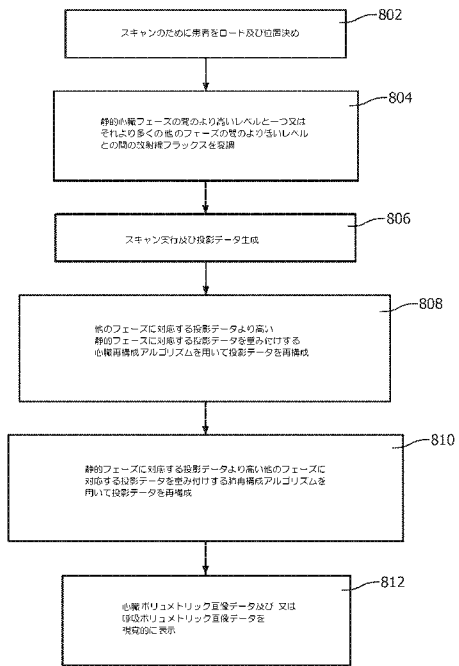 802
スキャンのために患者をロード及び位置決め
804
静的心臓フェーズの間のより高いレベルと一つ又は
それより多くの他のフェーズの間のより低いレベル
との間の放射線フラックスを変調
806
スキャン実行及び投影データ生成
808
他のフェーズに対応する投影データより高い
静的フェーズに対応する投影データを重み付けする
心臓再構成アルゴリズムを用いて投影データを再構成
810
静的フェーズに対応する投影データより高い他のフェーズに
対応する投影データを重み付けする肺再構成アルゴリズムを
用いて投影データを再構成
812
心臓ボリュメトリック画像データ及び 又は
呼吸ボリュメトリック画像データを
視覚的に表示